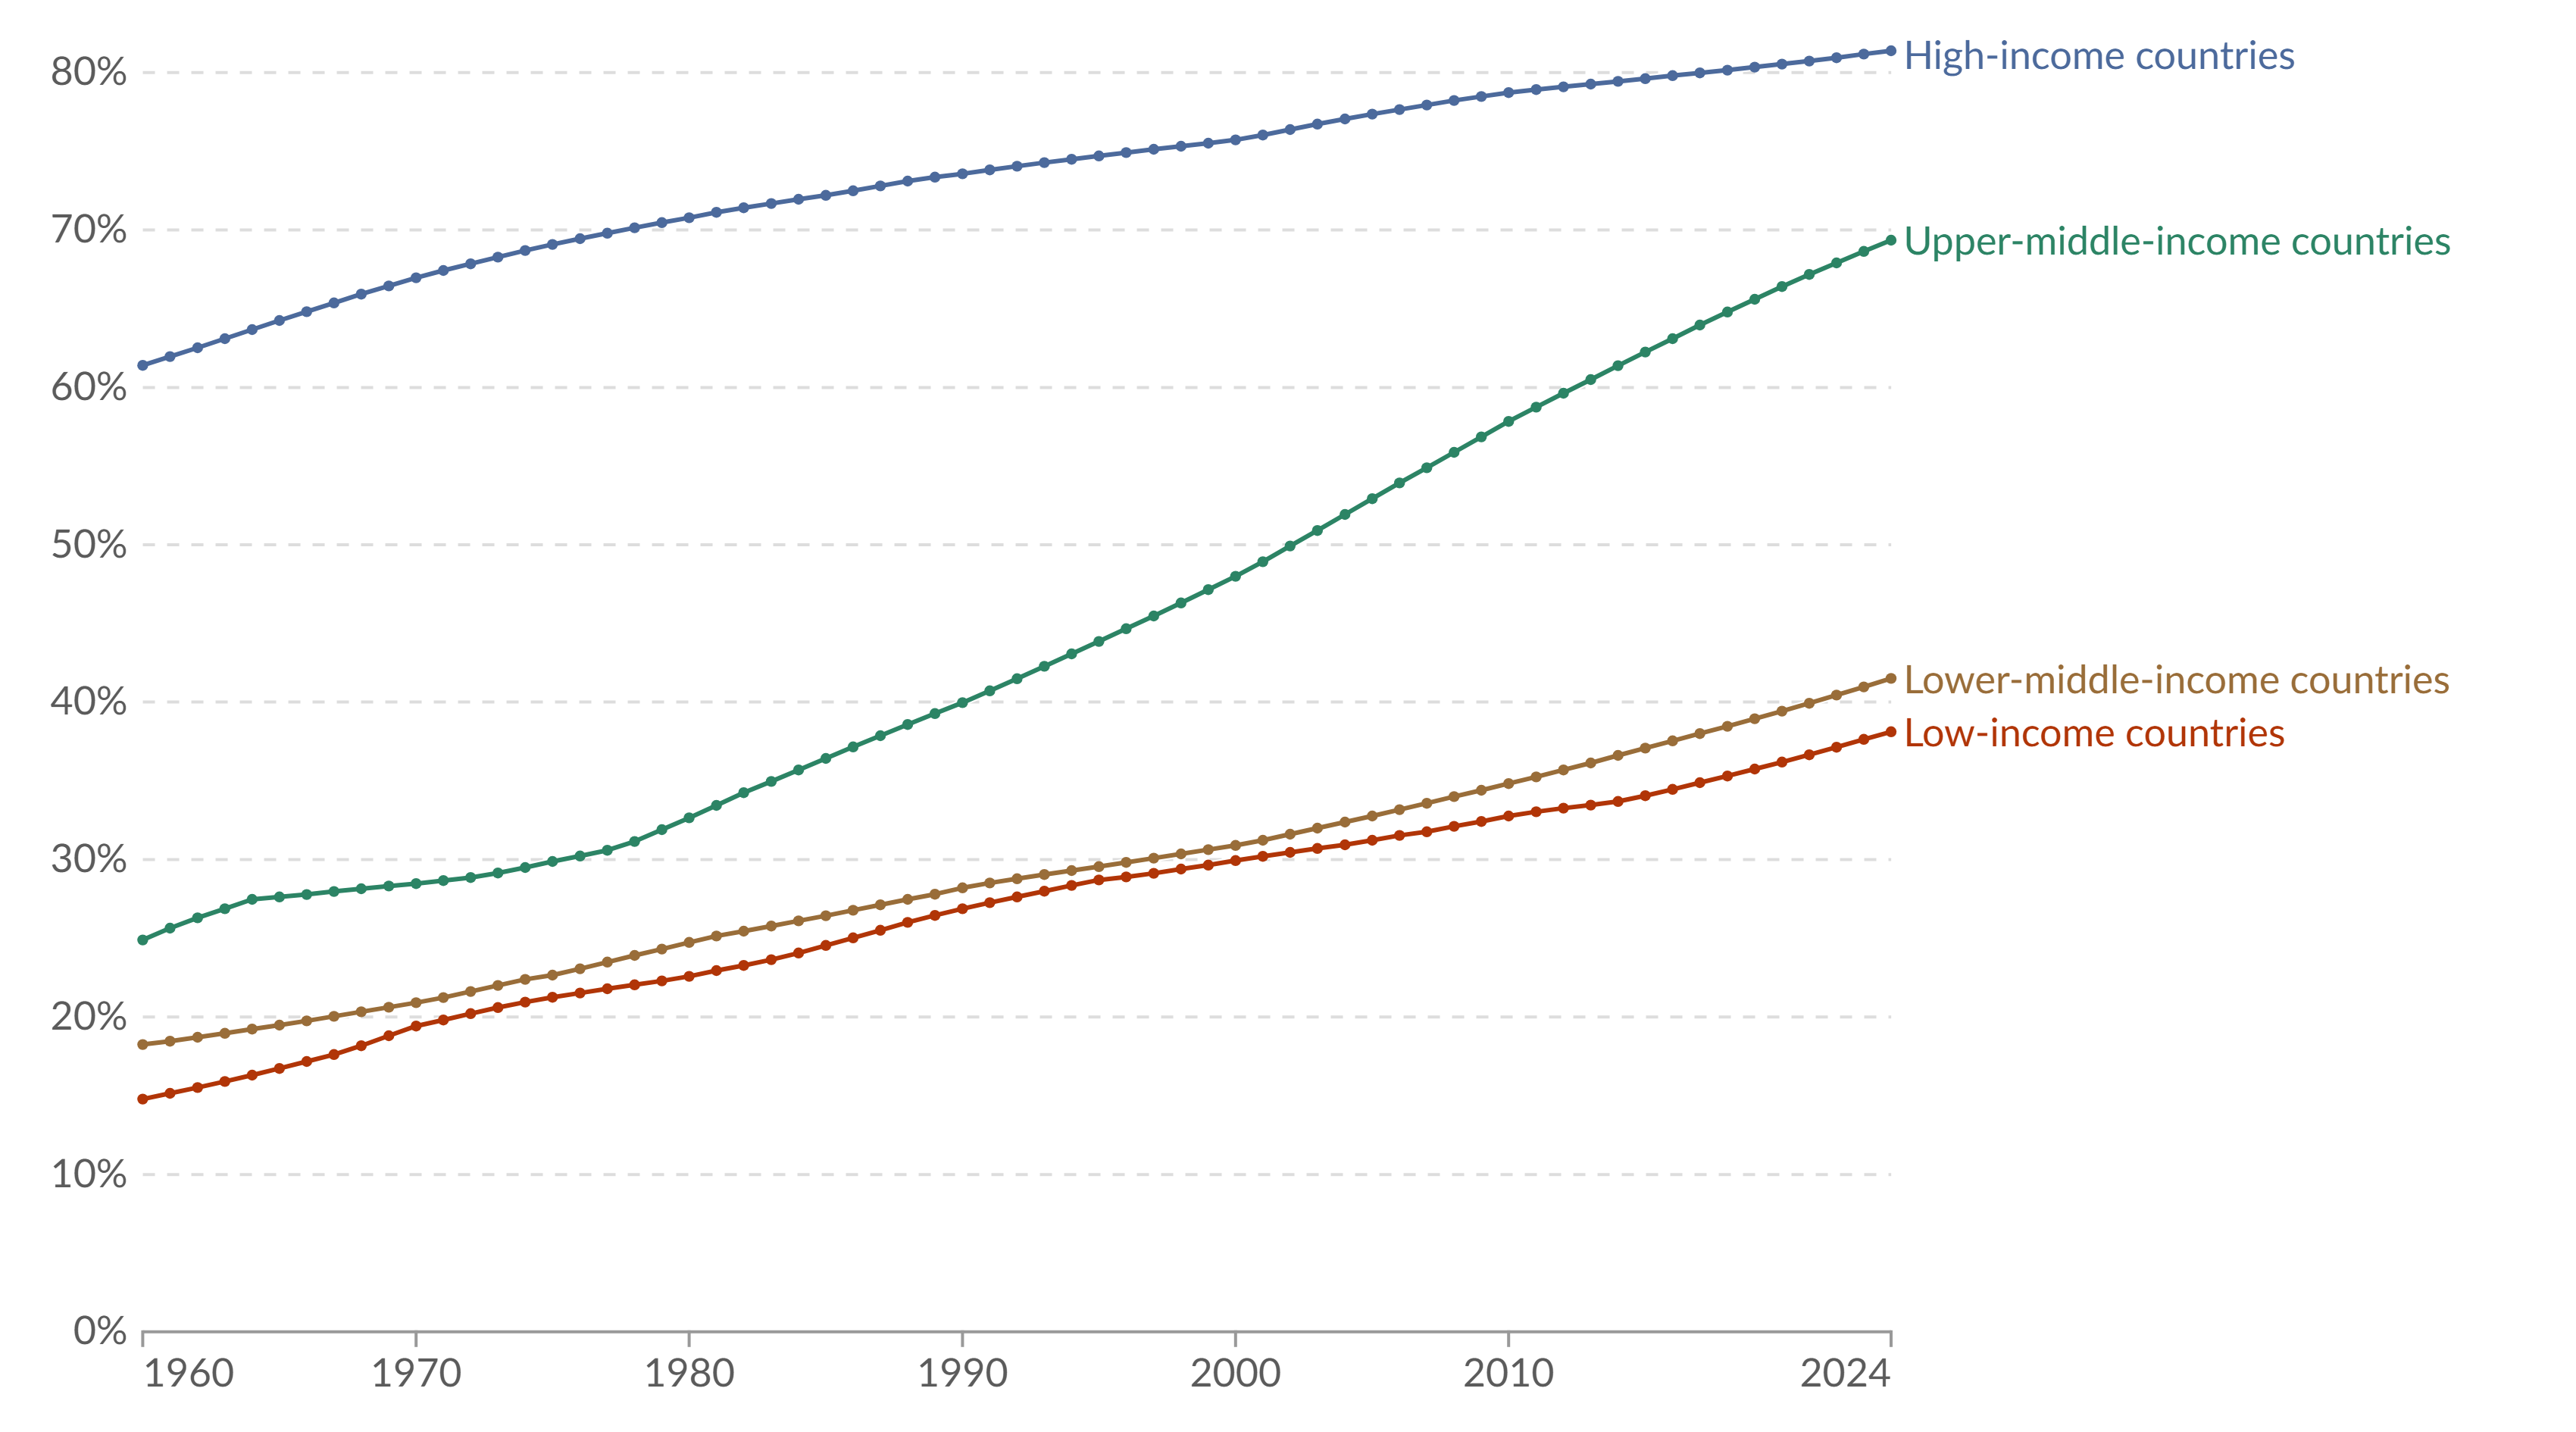 80%
High-income countries
70%
Upper-middle-income countries
60%
50%
40%
Lower-middle-income countries
Low-income countries
30%
20%
10%
0%
1960 1970 1980 1990 2000 2010 2024